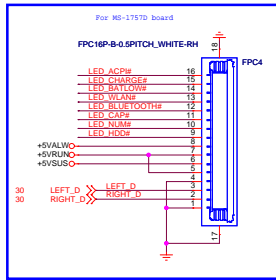 For MS-1757D board
FPC16P-B-0.5PITCH_WHITE-RH
18
FPC4
LED_ACPI# 16
LED_CHARGE# 15
LED_BATLOW# 14
LED_WLAN# 13
LED_BLUETOOTH# 12
LED_CAP# 11
LED_NUM# 10
LED_HDD# 9
8
+5VALW 7
+5VRUN 6
+5VSUS 5
4
30 LEFT_D LEFT_D 3
30 RIGHT_D RIGHT_D 2
1
17